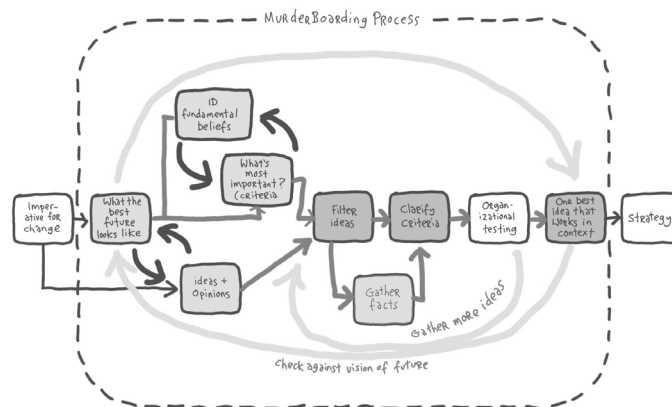 MurderBoarding Process
ID
fundamental
beliefs
What's
most
important?
(criteria
Imper-
ative for
change
What the
best
future
looks like
Filter
ideas
Clarify
criteria
Organ-
izational
testing
One best
idea that
works in
context
Strategy
ideas +
Opinions
Gather
facts
Gather more ideas
Check against vision of future